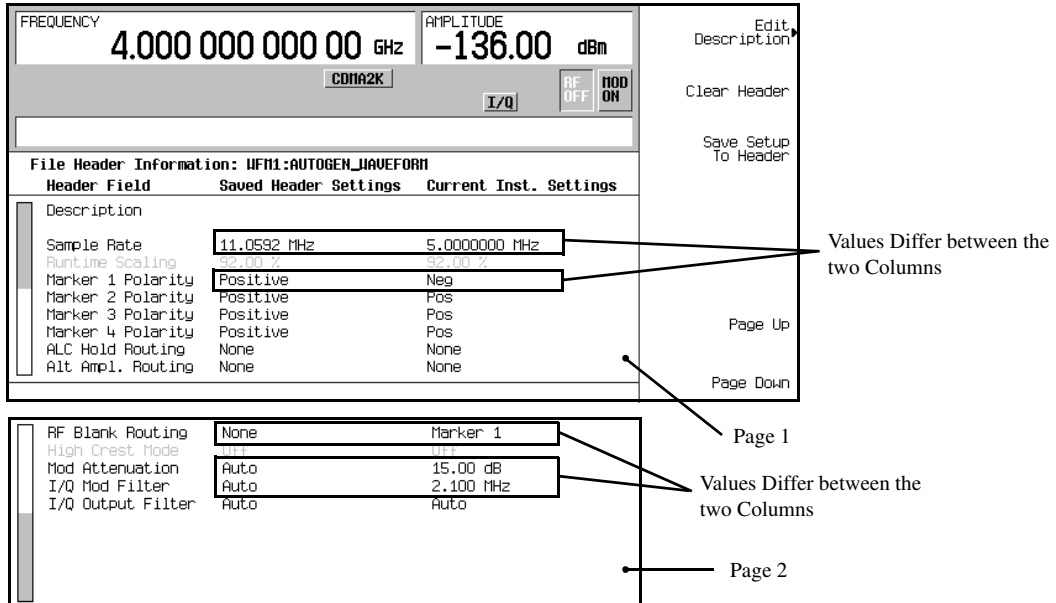 FREQUENCY
4.000 000 000 00 GHz
AMPLITUDE
-136.00 dBm
CDMA2K
I/Q
RF OFF
MOD ON
Edit Description
Clear Header
Save Setup To Header
Page Up
Page Down
File Header Information: WFM1:AUTOGEN_WAVEFORM
Header Field Saved Header Settings Current Inst. Settings
Description
Sample Rate 11.0592 MHz 5.0000000 MHz
Runtime Scaling 92.00 % 92.00 %
Marker 1 Polarity Positive Neg
Marker 2 Polarity Positive Pos
Marker 3 Polarity Positive Pos
Marker 4 Polarity Positive Pos
ALC Hold Routing None None
Alt Ampl. Routing None None
Values Differ between the
two Columns
Page 1
RF Blank Routing None Marker 1
High Crest Mode Off Off
Mod Attenuation Auto 15.00 dB
I/Q Mod Filter Auto 2.100 MHz
I/Q Output Filter Auto Auto
Values Differ between the
two Columns
Page 2